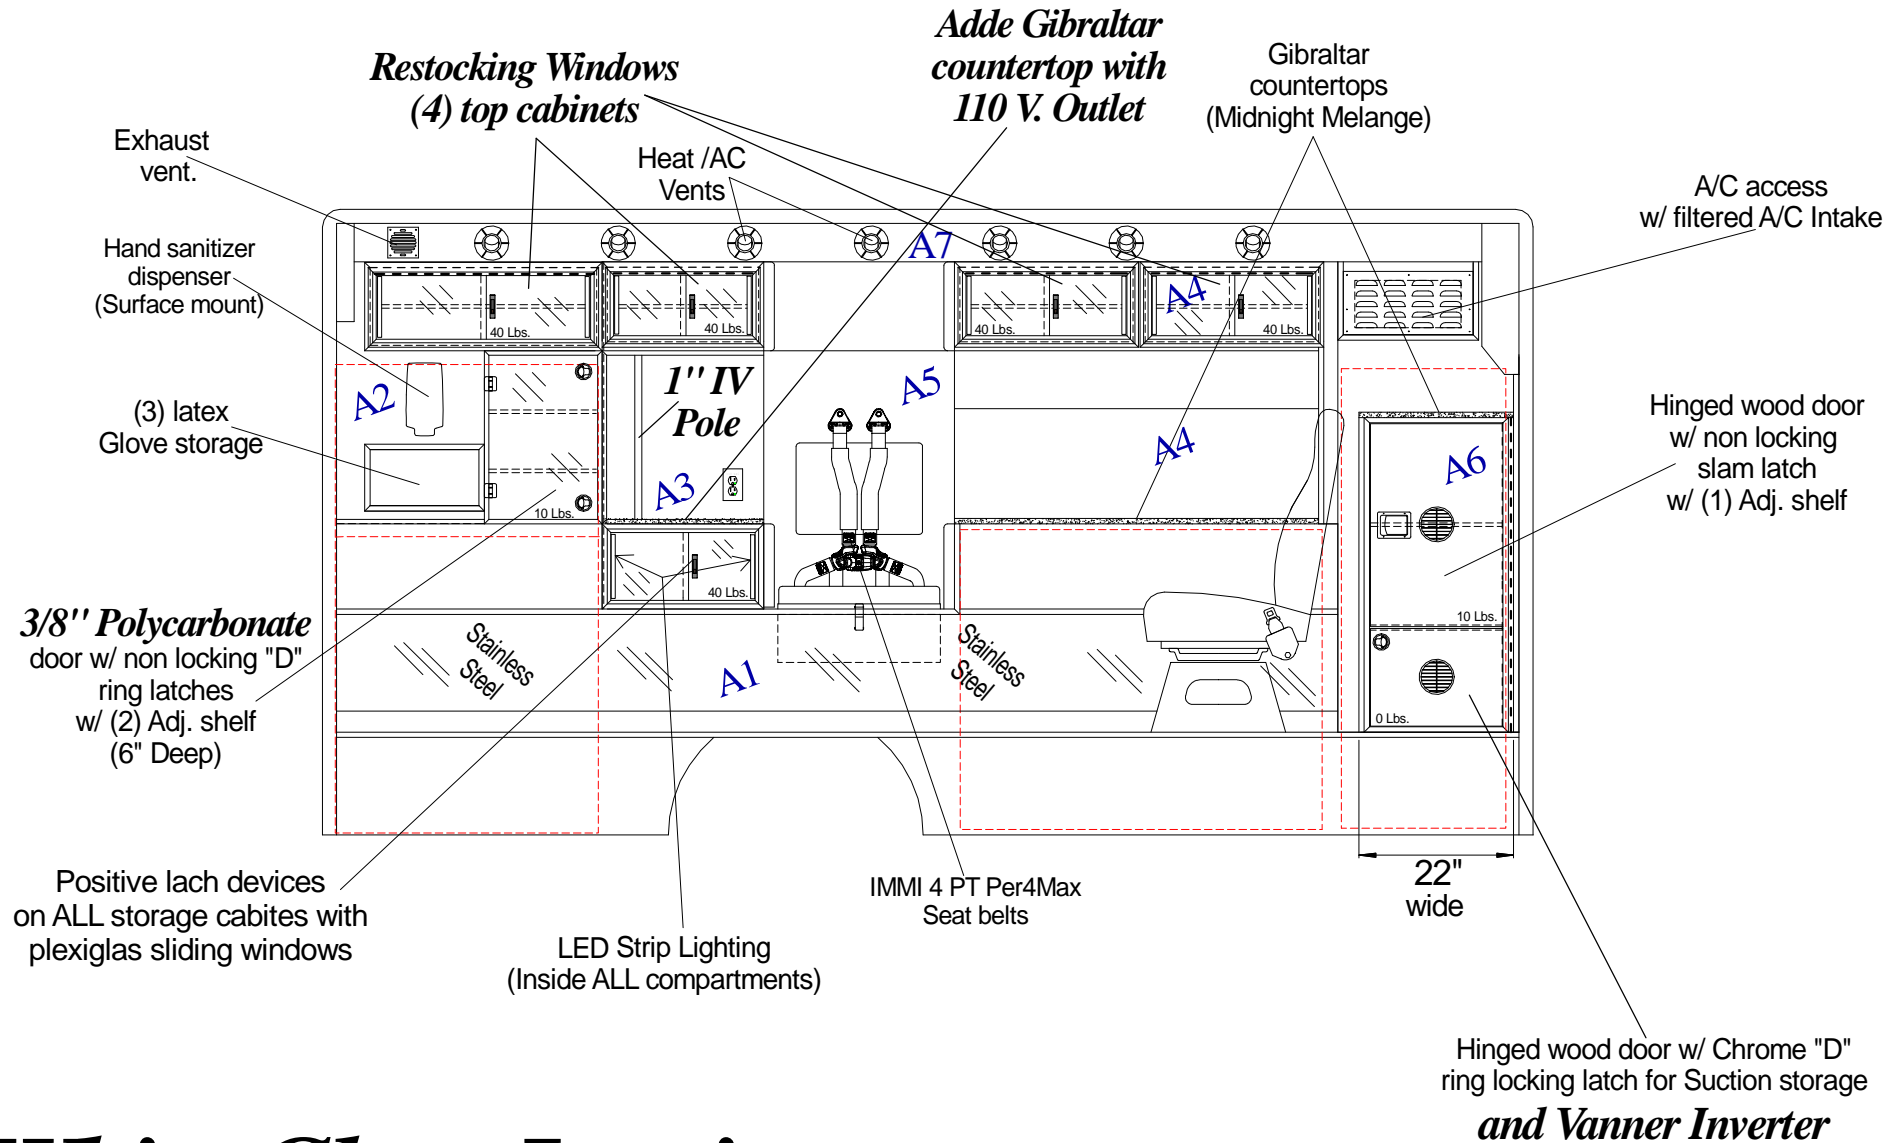 Adde Gibraltar
countertop with
110 V. Outlet
Restocking Windows
(4) top cabinets
Gibraltar
countertops
(Midnight Melange)
Exhaust
vent.
Heat /AC
Vents
A/C access
w/ filtered A/C Intake
Hand sanitizer
dispenser
(Surface mount)
A7
A4
40 Lbs.
40 Lbs.
40 Lbs.
40 Lbs.
1" IV
Pole
A2
A5
(3) latex
Glove storage
Hinged wood door
w/ non locking
slam latch
w/ (1) Adj. shelf
A4
A6
A3
10 Lbs.
40 Lbs.
10 Lbs.
3/8" Polycarbonate
door w/ non locking "D"
ring latches
w/ (2) Adj. shelf
(6" Deep)
Stainless
Steel
A1
Stainless
Steel
0 Lbs.
22"
wide
Positive lach devices
on ALL storage cabites with
plexiglas sliding windows
IMMI 4 PT Per4Max
Seat belts
LED Strip Lighting
(Inside ALL compartments)
Hinged wood door w/ Chrome "D"
ring locking latch for Suction storage
and Vanner Inverter